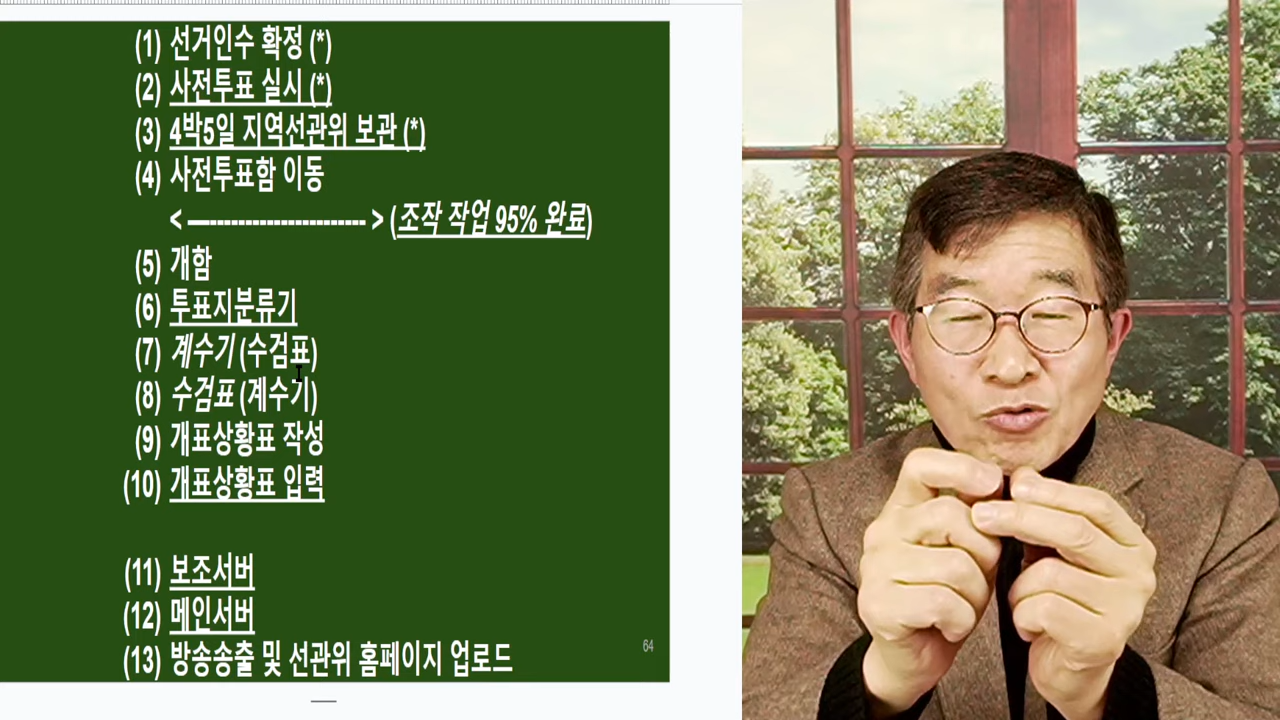 (1) 선거인수 확정 (*)
(2) 사전투표 실시 (*)
(3) 4박5일 지역선관위 보관 (*)
(4) 사전투표함 이동
< ----------------------- > (조작 작업 95% 완료)
(5) 개함
(6) 투표지분류기
(7) 계수기 (수검표)
(8) 수검표 (계수기)
(9) 개표상황표 작성
(10) 개표상황표 입력
(11) 보조서버
(12) 메인서버
(13) 방송송출 및 선관위 홈페이지 업로드
64